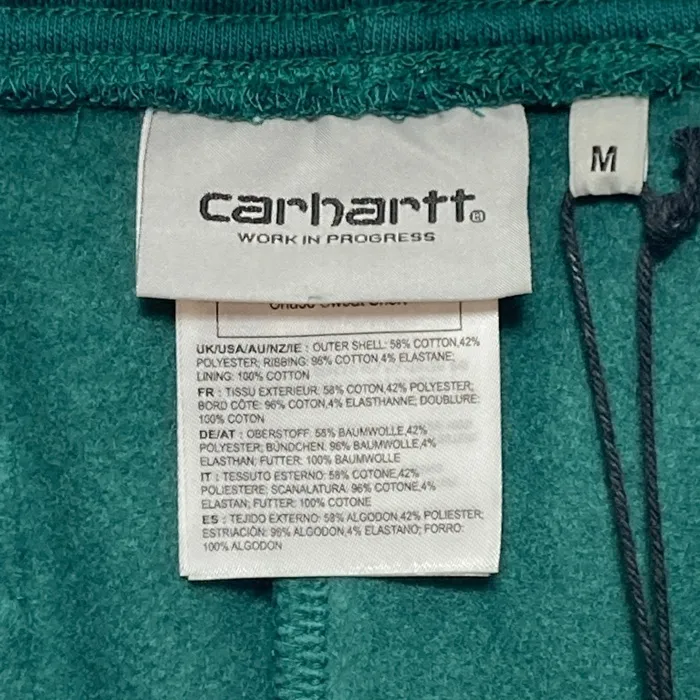 carhartt
WORK IN PROGRESS
M
UK/USA/AU/NZ/IE : OUTER SHELL: 58% COTTON,42%
POLYESTER; RIBBING: 96% COTTON 4% ELASTANE;
LINING: 100% COTTON
FR : TISSU EXTERIEUR: 58% COTON,42% POLYESTER;
BORD CÔTE: 96% COTON,4% ELASTHANNE; DOUBLURE:
100% COTON
DE/AT : OBERSTOFF: 58% BAUMWOLLE,42%
POLYESTER; BÜNDCHEN: 96% BAUMWOLLE,4%
ELASTHAN; FUTTER: 100% BAUMWOLLE
IT : TESSUTO ESTERNO: 58% COTONE,42%
POLIESTERE; SCANALATURA: 96% COTONE,4%
ELASTAN; FUTTER: 100% COTONE
ES : TEJIDO EXTERNO: 58% ALGODON,42% POLIESTER;
ESTRIACIÓN: 96% ALGODON,4% ELASTANO; FORRO:
100% ALGODON